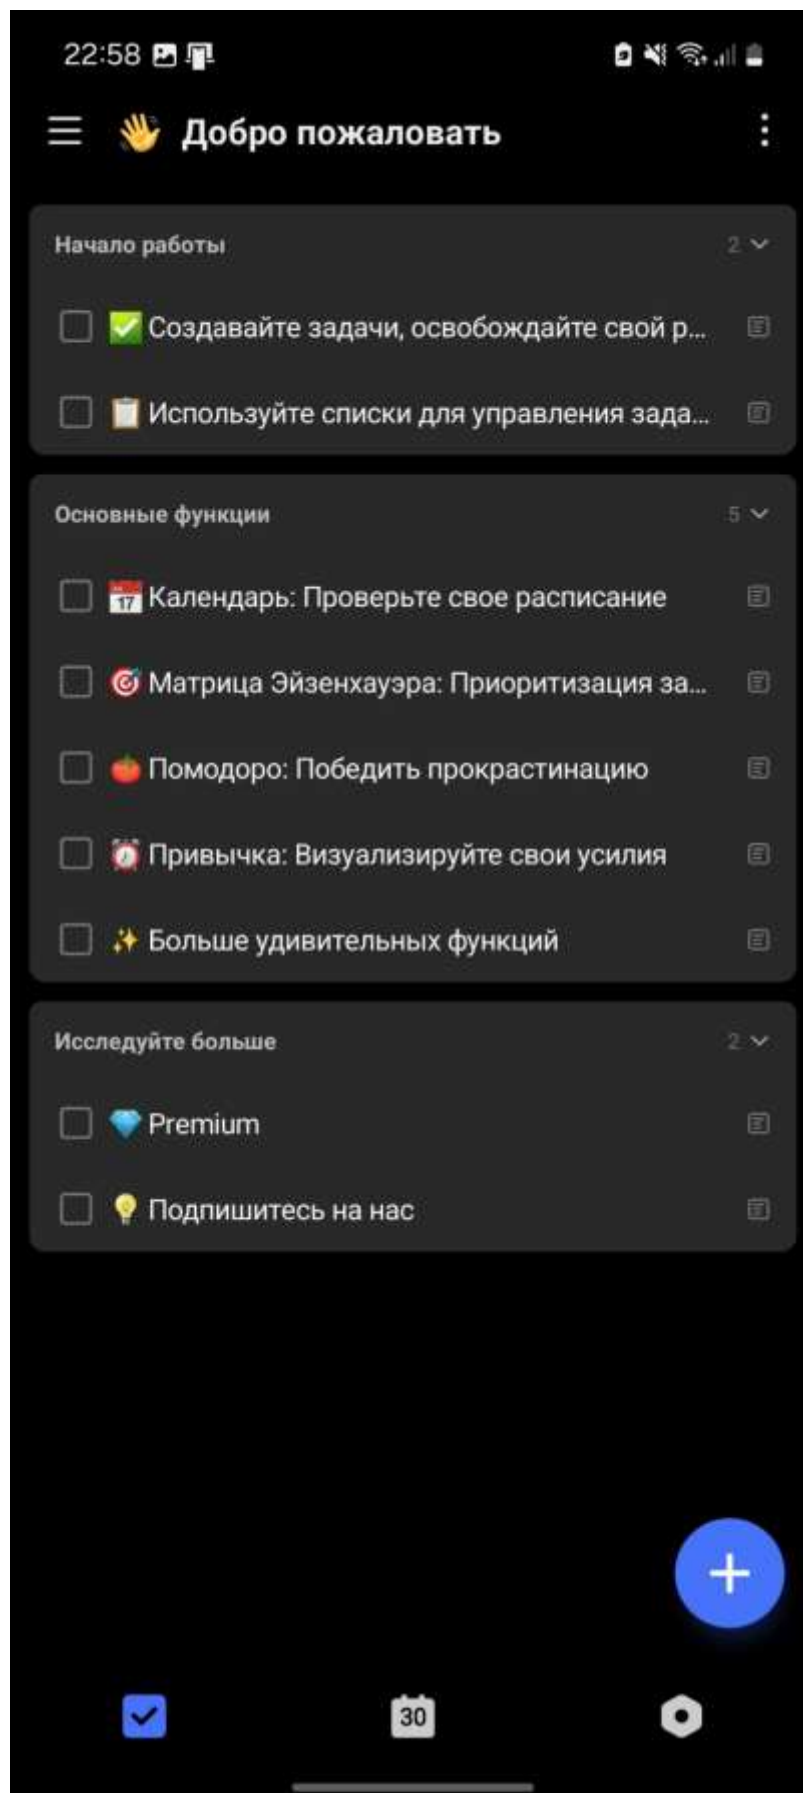 22:58
Добро пожаловать
Начало работы 2
Создавайте задачи, освобождайте свой р...
Используйте списки для управления зада...
Основные функции 5
17 Календарь: Проверьте свое расписание
Матрица Эйзенхауэра: Приоритизация за...
Помодоро: Победить прокрастинацию
Привычка: Визуализируйте свои усилия
Больше удивительных функций
Исследуйте больше 2
Premium
Подпишитесь на нас
30